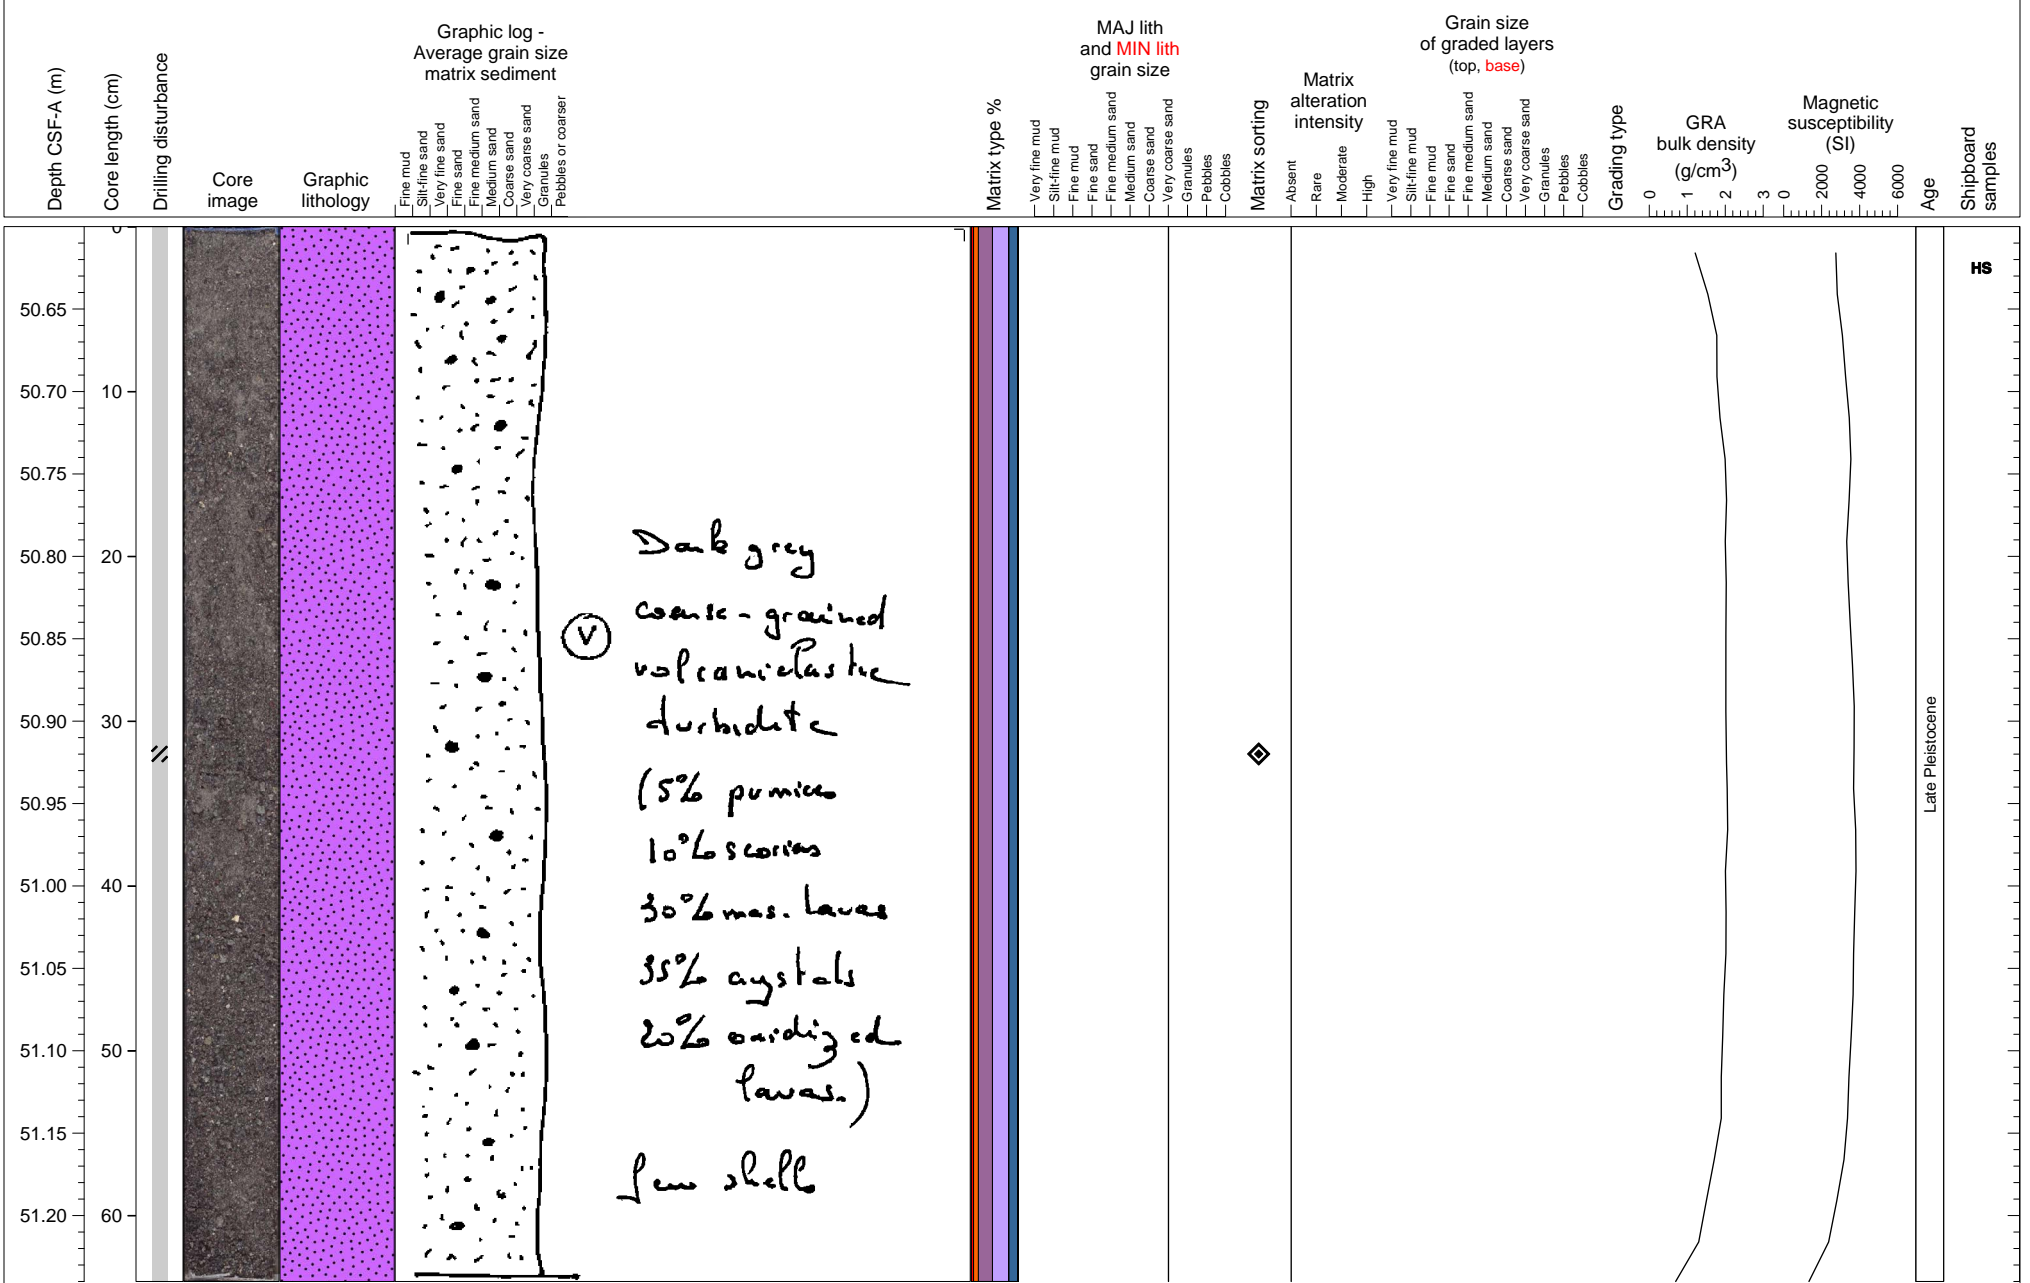 Graphic log -
Average grain size
matrix sediment
MAJ lith
and MIN lith
grain size
Grain size
of graded layers
(top, base)
Matrix
alteration
intensity
GRA
bulk density
(g/cm3)
Magnetic
susceptibility
(SI)
Depth CSF-A (m)
Core length (cm)
Drilling disturbance
Core
image
Graphic
lithology
Fine mud
Silt-fine sand
Very fine sand
Fine sand
Fine medium sand
Medium sand
Coarse sand
Very coarse sand
Granules
Pebbles or coarser
Matrix type %
Very fine mud
Silt-fine mud
Fine mud
Fine sand
Fine medium sand
Medium sand
Coarse sand
Very coarse sand
Granules
Pebbles
Cobbles
Matrix sorting
Absent
Rare
Moderate
High
Very fine mud
Silt-fine mud
Fine mud
Fine sand
Fine medium sand
Medium sand
Coarse sand
Very coarse sand
Granules
Pebbles
Cobbles
Grading type
0 1 2 3
0 2000 4000 6000
Age
Shipboard
samples
0
HS
50.65
50.70 10
50.75
50.80 20
50.85
50.90 30
50.95
51.00 40
51.05
51.10 50
51.15
51.20 60
V
Dark grey
coarse-grained
volcaniclastic
turbidite
(5% pumices
10% scorias
30% mas. lavas
35% crystals
20% oxidized
lavas.)
few shells
Late Pleistocene